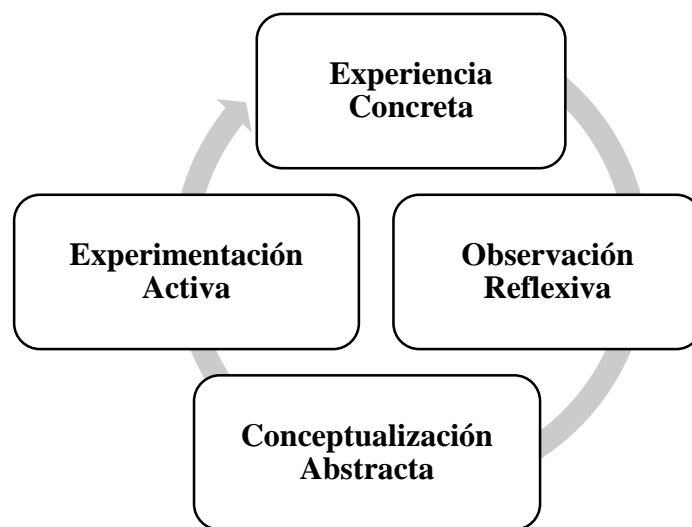 Experiencia
Concreta
Observación
Reflexiva
Conceptualización
Abstracta
Experimentación
Activa